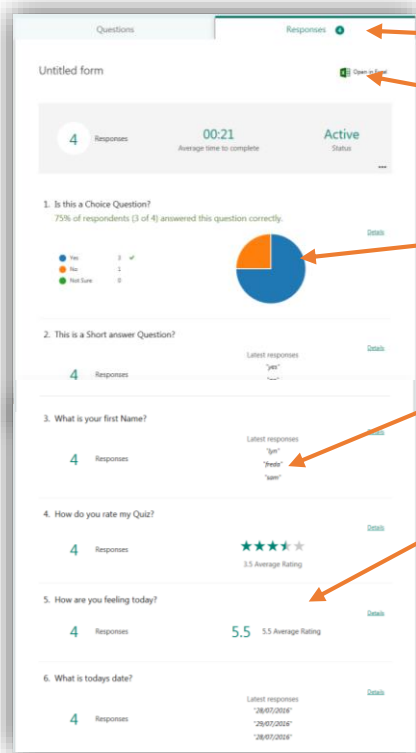 Questions
Responses 4
Untitled form
Open in Excel
4 Responses
00:21
Average time to complete
Active
Status
1. Is this a Choice Question?
75% of respondents (3 of 4) answered this question correctly.
Details
Yes 3 ✔
No 1
Not Sure 0
2. This is a Short answer Question?
Details
Latest responses
"yes"
4 Responses
3. What is your first Name?
Details
Latest responses
"lyn"
4 Responses
"freda"
"sam"
4. How do you rate my Quiz?
Details
4 Responses
3.5 Average Rating
5. How are you feeling today?
Details
4 Responses
5.5 5.5 Average Rating
6. What is todays date?
Details
Latest responses
"28/07/2016"
4 Responses
"29/07/2016"
"28/07/2016"